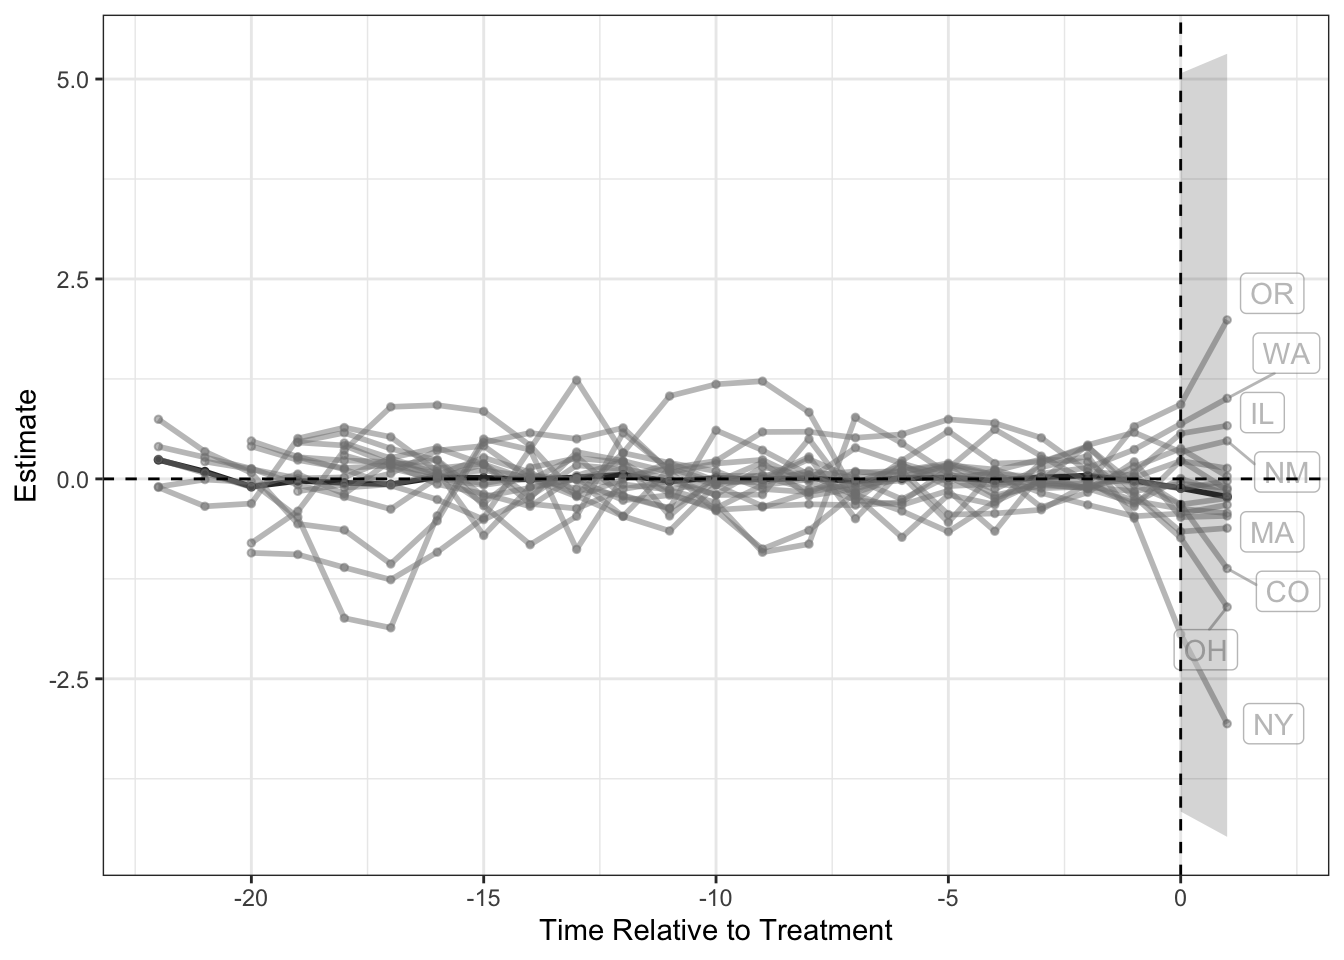 5.0
2.5
0.0
-2.5
Estimate
OR
WA
IL
NM
MA
CO
OH
NY
-20 -15 -10 -5 0
Time Relative to Treatment